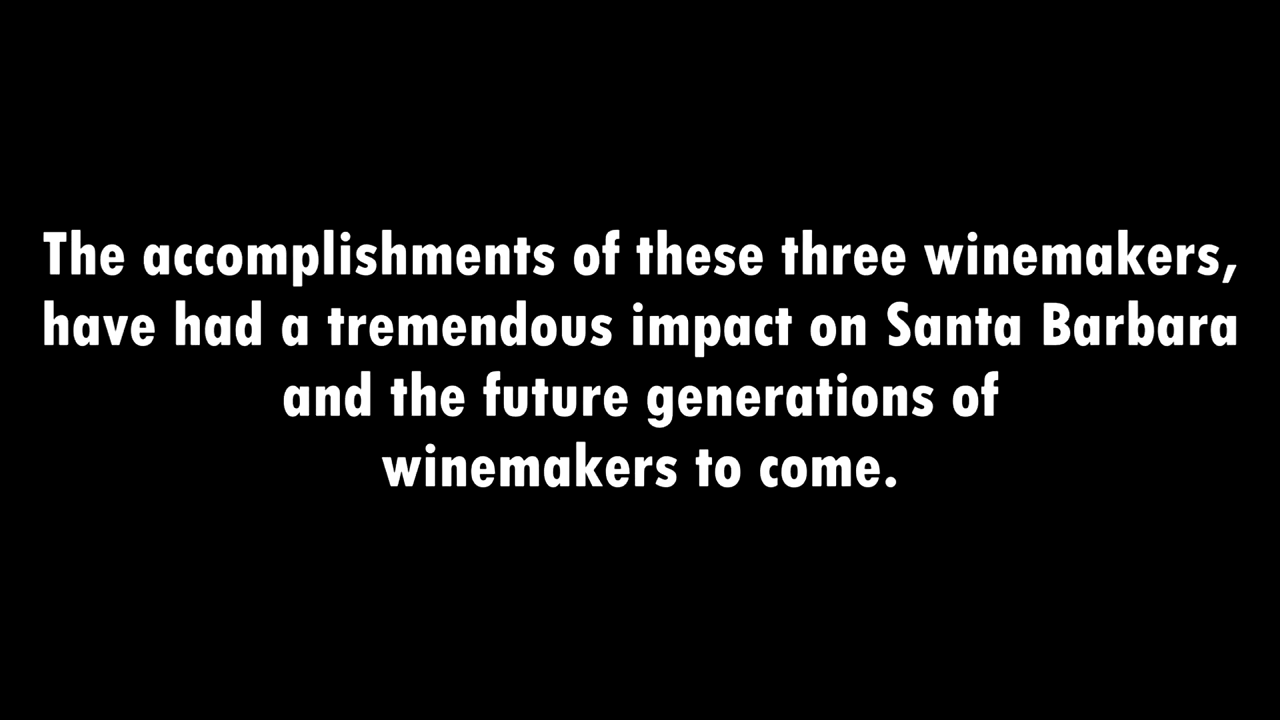 The accomplishments of these three winemakers,
have had a tremendous impact on Santa Barbara
and the future generations of
winemakers to come.